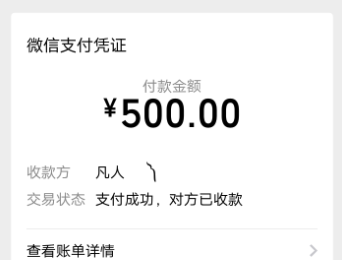 微信支付凭证
付款金额
¥500.00
收款方 凡人
交易状态 支付成功，对方已收款
查看账单详情